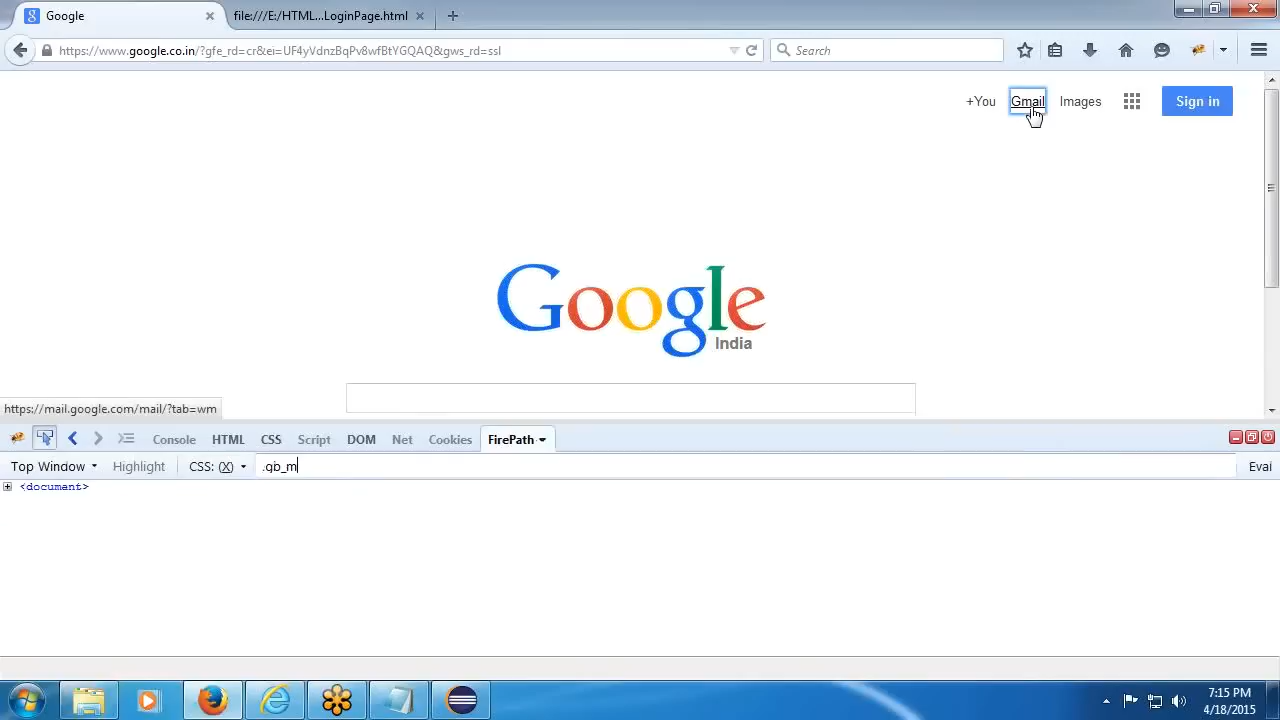 Google
file:///E:/HTML...LoginPage.html
https://www.google.co.in/?gfe_rd=cr&ei=UF4yVdnzBqPv8wfBtYGQAQ&gws_rd=ssl
Search
+You Gmail Images Sign in
Google
India
https://mail.google.com/mail/?tab=wm
Console HTML CSS Script DOM Net Cookies FirePath
Top Window Highlight CSS: (X) .gb_m Eval
<document>
7:15 PM
4/18/2015